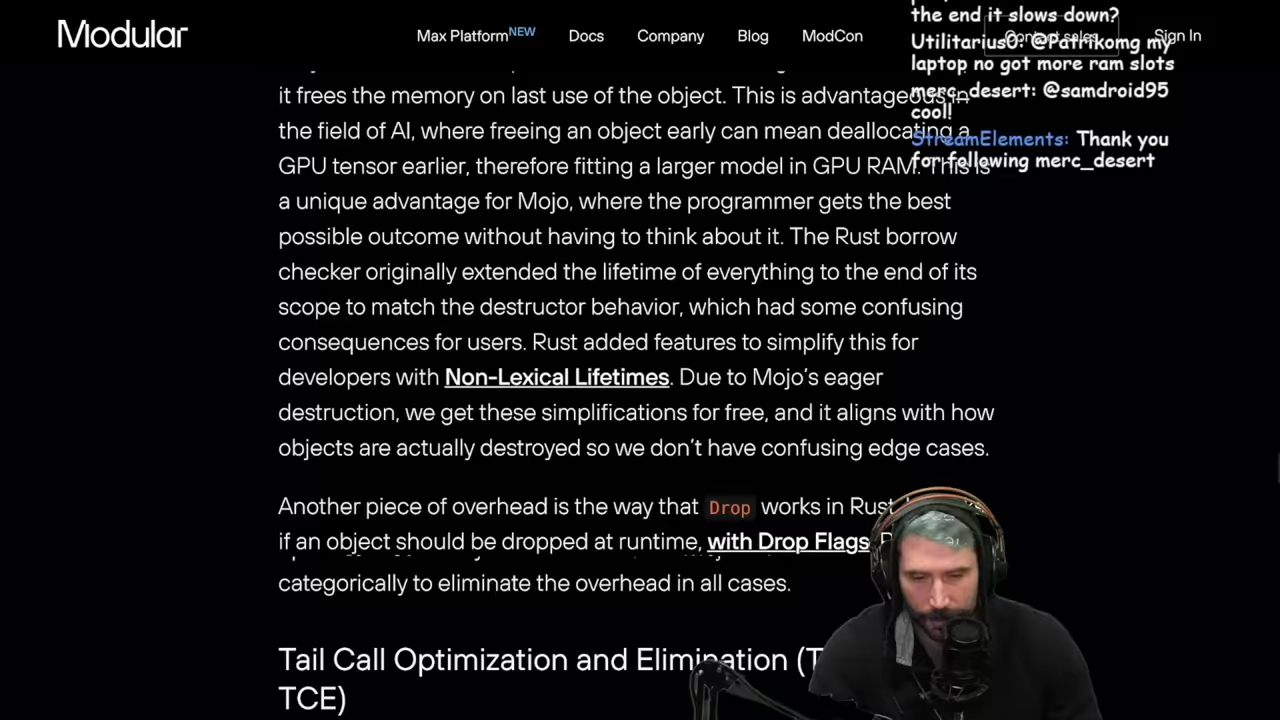 Modular
Max Platform NEW
Docs
Company
Blog
ModCon
Contact sales
Sign In
the end it slows down?
Utilitarius0: @Patrikomg my
laptop no got more ram slots
merc_desert: @samdroid95
cool!
StreamElements: Thank you
for following merc_desert
it frees the memory on last use of the object. This is advantageous in
the field of AI, where freeing an object early can mean deallocating a
GPU tensor earlier, therefore fitting a larger model in GPU RAM. This is
a unique advantage for Mojo, where the programmer gets the best
possible outcome without having to think about it. The Rust borrow
checker originally extended the lifetime of everything to the end of its
scope to match the destructor behavior, which had some confusing
consequences for users. Rust added features to simplify this for
developers with Non-Lexical Lifetimes. Due to Mojo’s eager
destruction, we get these simplifications for free, and it aligns with how
objects are actually destroyed so we don’t have confusing edge cases.
Another piece of overhead is the way that Drop works in Rust
if an object should be dropped at runtime, with Drop Flags
categorically to eliminate the overhead in all cases.
Tail Call Optimization and Elimination (T
TCE)